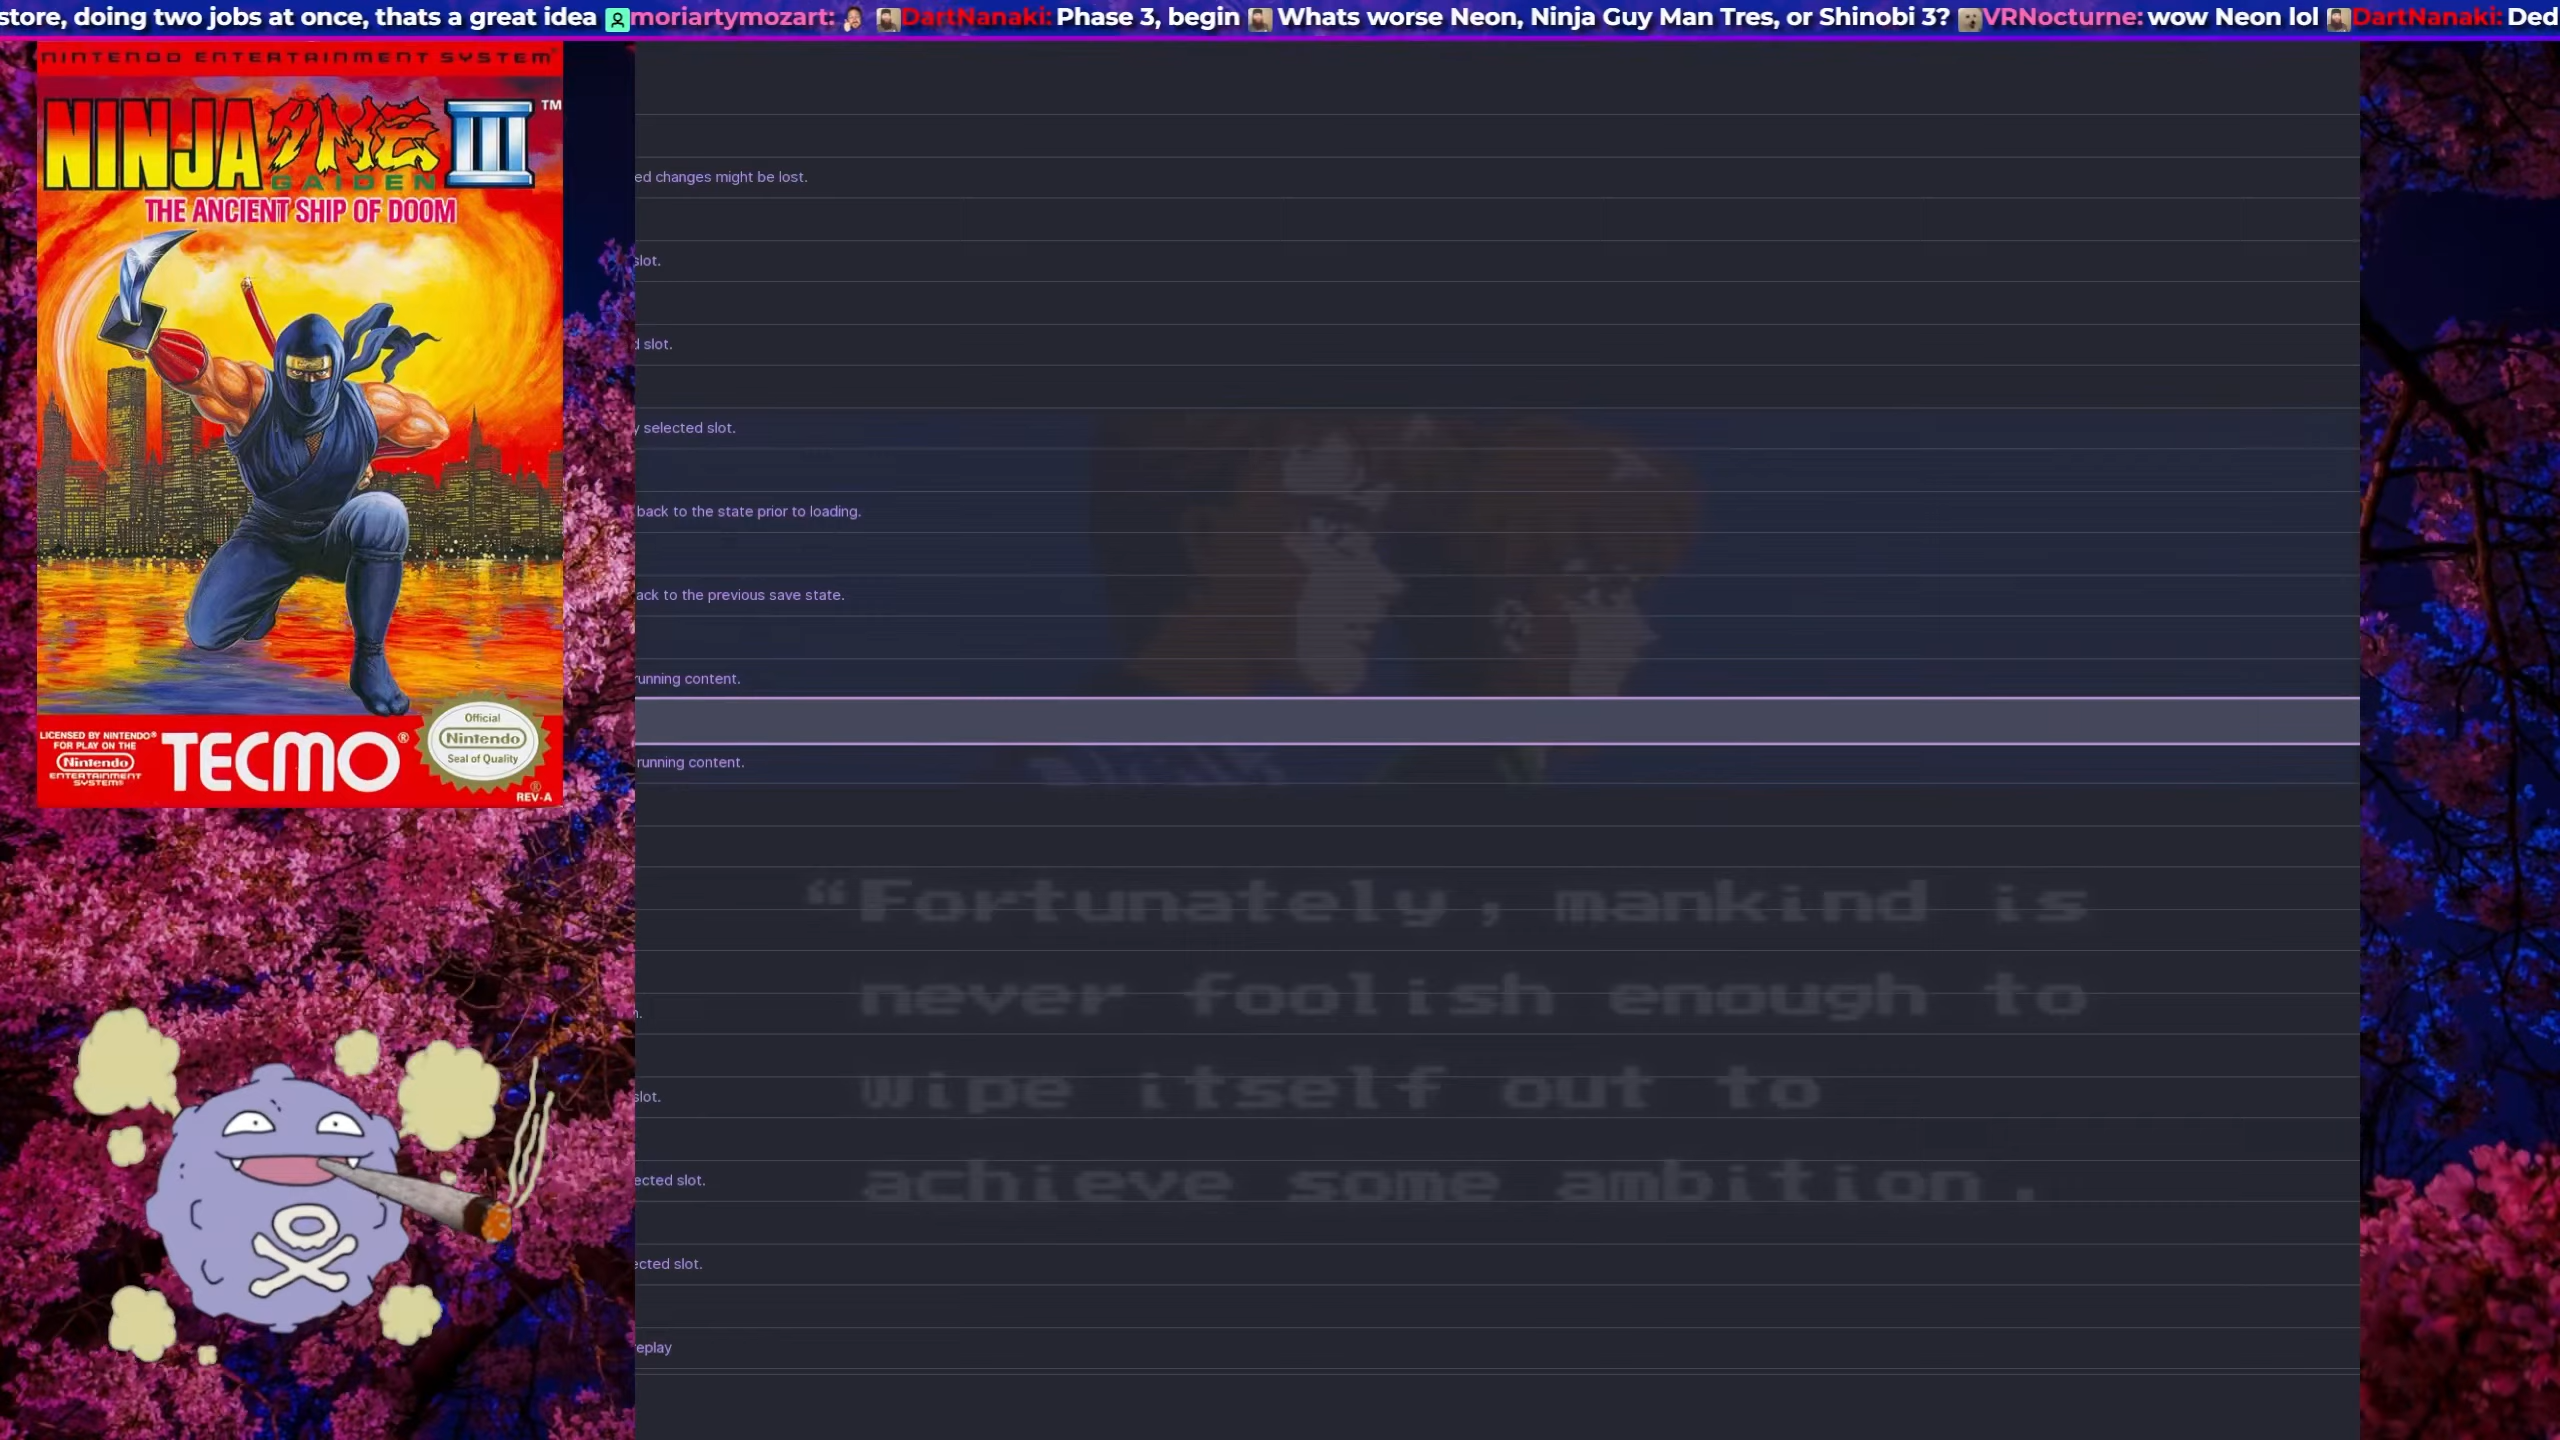 store, doing two jobs at once, thats a great idea moriartymozart: DartNanaki: Phase 3, begin Whats worse Neon, Ninja Guy Man Tres, or Shinobi 3? VRNocturne: wow Neon lol DartNanaki: Ded
NINTENDO ENTERTAINMENT SYSTEM
NINJA III ™
GAIDEN
THE ANCIENT SHIP OF DOOM
LICENSED BY NINTENDO®
FOR PLAY ON THE
Nintendo
ENTERTAINMENT
SYSTEM®
TECMO®
Official
Nintendo
Seal of Quality
®
REV-A
ed changes might be lost.
slot.
d slot.
y selected slot.
back to the state prior to loading.
ack to the previous save state.
running content.
running content.
n.
slot.
ected slot.
ected slot.
eplay
“Fortunately, mankind is
never foolish enough to
wipe itself out to
achieve some ambition.